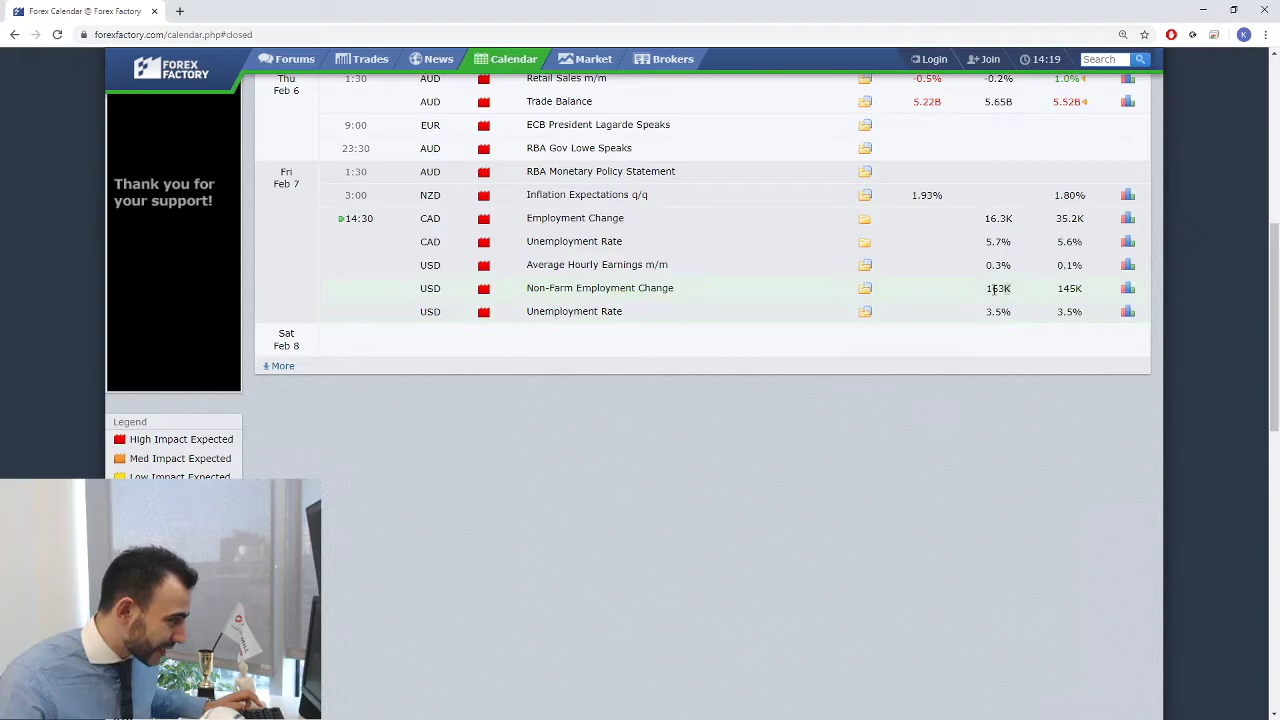 Forex Calendar @ Forex Factory
forexfactory.com/calendar.php#closed
K
FOREX FACTORY
Forums Trades News Calendar Market Brokers Login Join 14:19 Search
Thu Feb 6 1:30 AUD Retail Sales m/m -0.5% -0.2% 1.0%
AUD Trade Balance 5.22B 5.65B 5.52B
9:00 EUR ECB President Lagarde Speaks
23:30 AUD RBA Gov Lowe Speaks
Fri Feb 7 1:30 AUD RBA Monetary Policy Statement
3:00 NZD Inflation Expectations q/q 1.93% 1.80%
14:30 CAD Employment Change 16.3K 35.2K
CAD Unemployment Rate 5.7% 5.6%
USD Average Hourly Earnings m/m 0.3% 0.1%
USD Non-Farm Employment Change 163K 145K
USD Unemployment Rate 3.5% 3.5%
Sat Feb 8
More
Thank you for
your support!
Legend
High Impact Expected
Med Impact Expected
Low Impact Expected